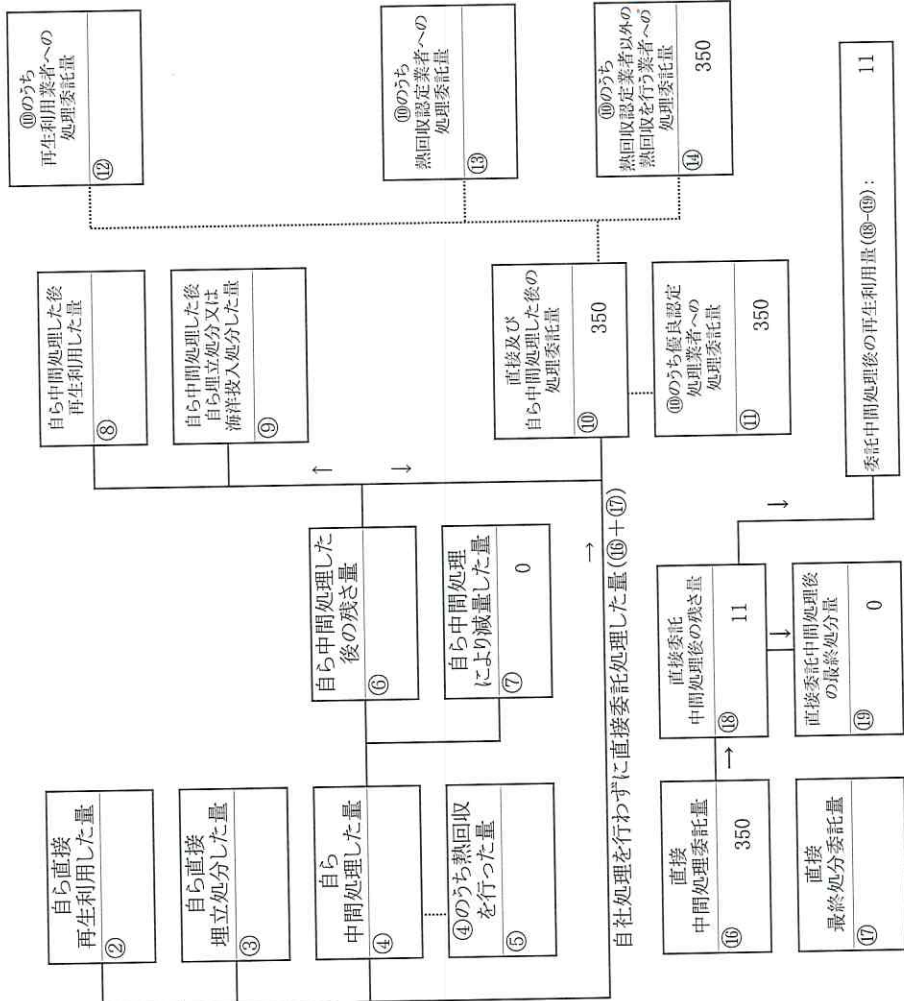 自ら直接
再生利用した量
②
自ら直接
埋立処分した量
③
自ら
中間処理した量
④
④のうち熱回収
を行った量
⑤
自ら中間処理した
後の残さ量
⑥
自ら中間処理
により減量した量
⑦ 0
自ら中間処理した後
再生利用した量
⑧
自ら中間処理した後
自ら埋立処分又は
海洋投入処分した量
⑨
↑
↓
→
自社処理を行わずに直接委託処理した量(⑯+⑰)
直接及び
自ら中間処理した後の
処理委託量
⑩ 350
⑩のうち優良認定
処理業者への
処理委託量
⑪ 350
⑩のうち
再生利用業者への
処理委託量
⑫
⑩のうち
熱回収認定業者への
処理委託量
⑬
⑩のうち
熱回収認定業者以外の
熱回収を行う業者への
処理委託量
⑭ 350
直接
中間処理委託量
⑯ 350
→
直接
最終処分委託量
⑰
直接委託
中間処理後の残さ量
⑱ 11
↓
直接委託中間処理後
の最終処分量
⑲ 0
↓
委託中間処理後の再生利用量(⑱-⑲): 11